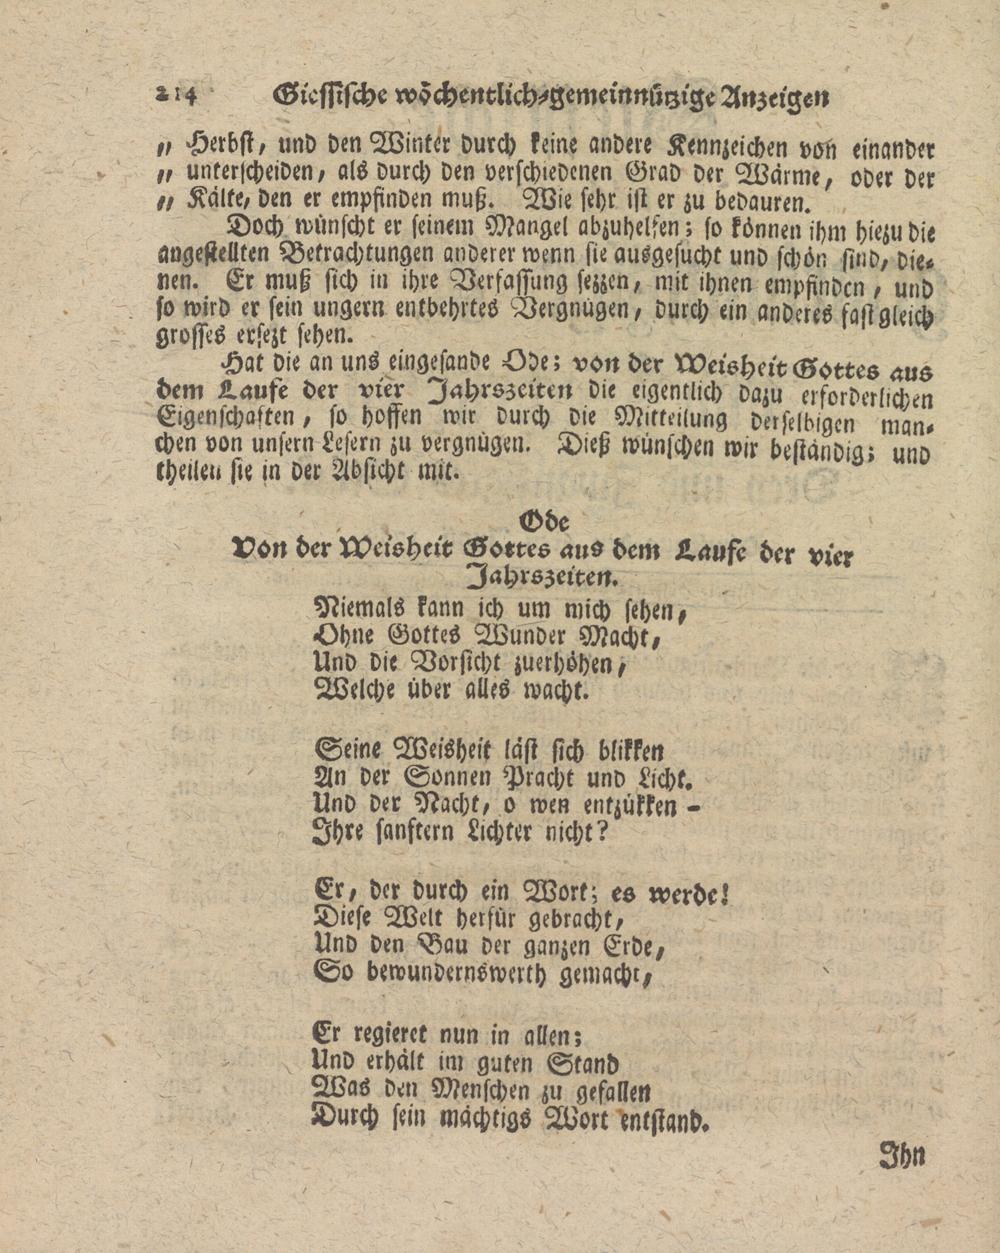 214 Giessische wöchentlich-gemeinnützige Anzeigen
„ Herbst, und den Winter durch keine andere Kennzeichen von einander
„ unterscheiden, als durch den verschiedenen Grad der Wärme, oder der
„ Kälte, den er empfinden muß. Wie sehr ist er zu bedauren.
Doch wünscht er seinem Mangel abzuhelfen; so können ihm hiezu die
angestellten Betrachtungen anderer wenn sie ausgesucht und schön sind, die-
nen. Er muß sich in ihre Verfassung sezzen, mit ihnen empfinden, und
so wird er sein ungern entbehrtes Vergnügen, durch ein anderes fast gleich
grosses ersezt sehen.
Hat die an uns eingesande Ode; von der Weisheit Gottes aus
dem Laufe der vier Jahrszeiten die eigentlich dazu erforderlichen
Eigenschaften, so hoffen wir durch die Mitteilung derselbigen man-
chen von unsern Lesern zu vergnügen. Dieß wünschen wir beständig; und
theilen sie in der Absicht mit.
Ode
Von der Weisheit Gottes aus dem Laufe der vier
Jahrszeiten.
Niemals kann ich um mich sehen,
Ohne Gottes Wunder Macht,
Und die Vorsicht zuerhöhen,
Welche über alles wacht.
Seine Weisheit läst sich blikken
An der Sonnen Pracht und Licht.
Und der Nacht, o wen entzükken -
Ihre sanftern Lichter nicht?
Er, der durch ein Wort; es werde!
Diese Welt herfür gebracht,
Und den Bau der ganzen Erde,
So bewundernswerth gemacht,
Er regieret nun in allen;
Und erhält im guten Stand
Was den Menschen zu gefallen
Durch sein mächtigs Wort entstand.
Ihn